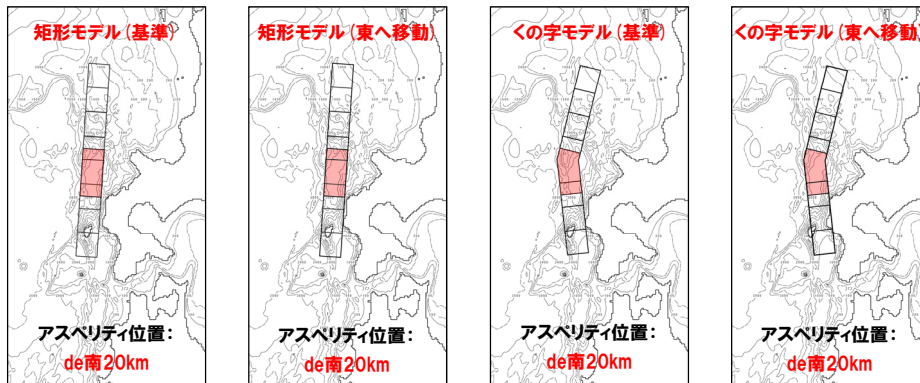 矩形モデル(基準)
アスペリティ位置:
de南20km
矩形モデル(東へ移動)
アスペリティ位置:
de南20km
くの字モデル(基準)
アスペリティ位置:
de南20km
くの字モデル(東へ移動)
アスペリティ位置:
de南20km